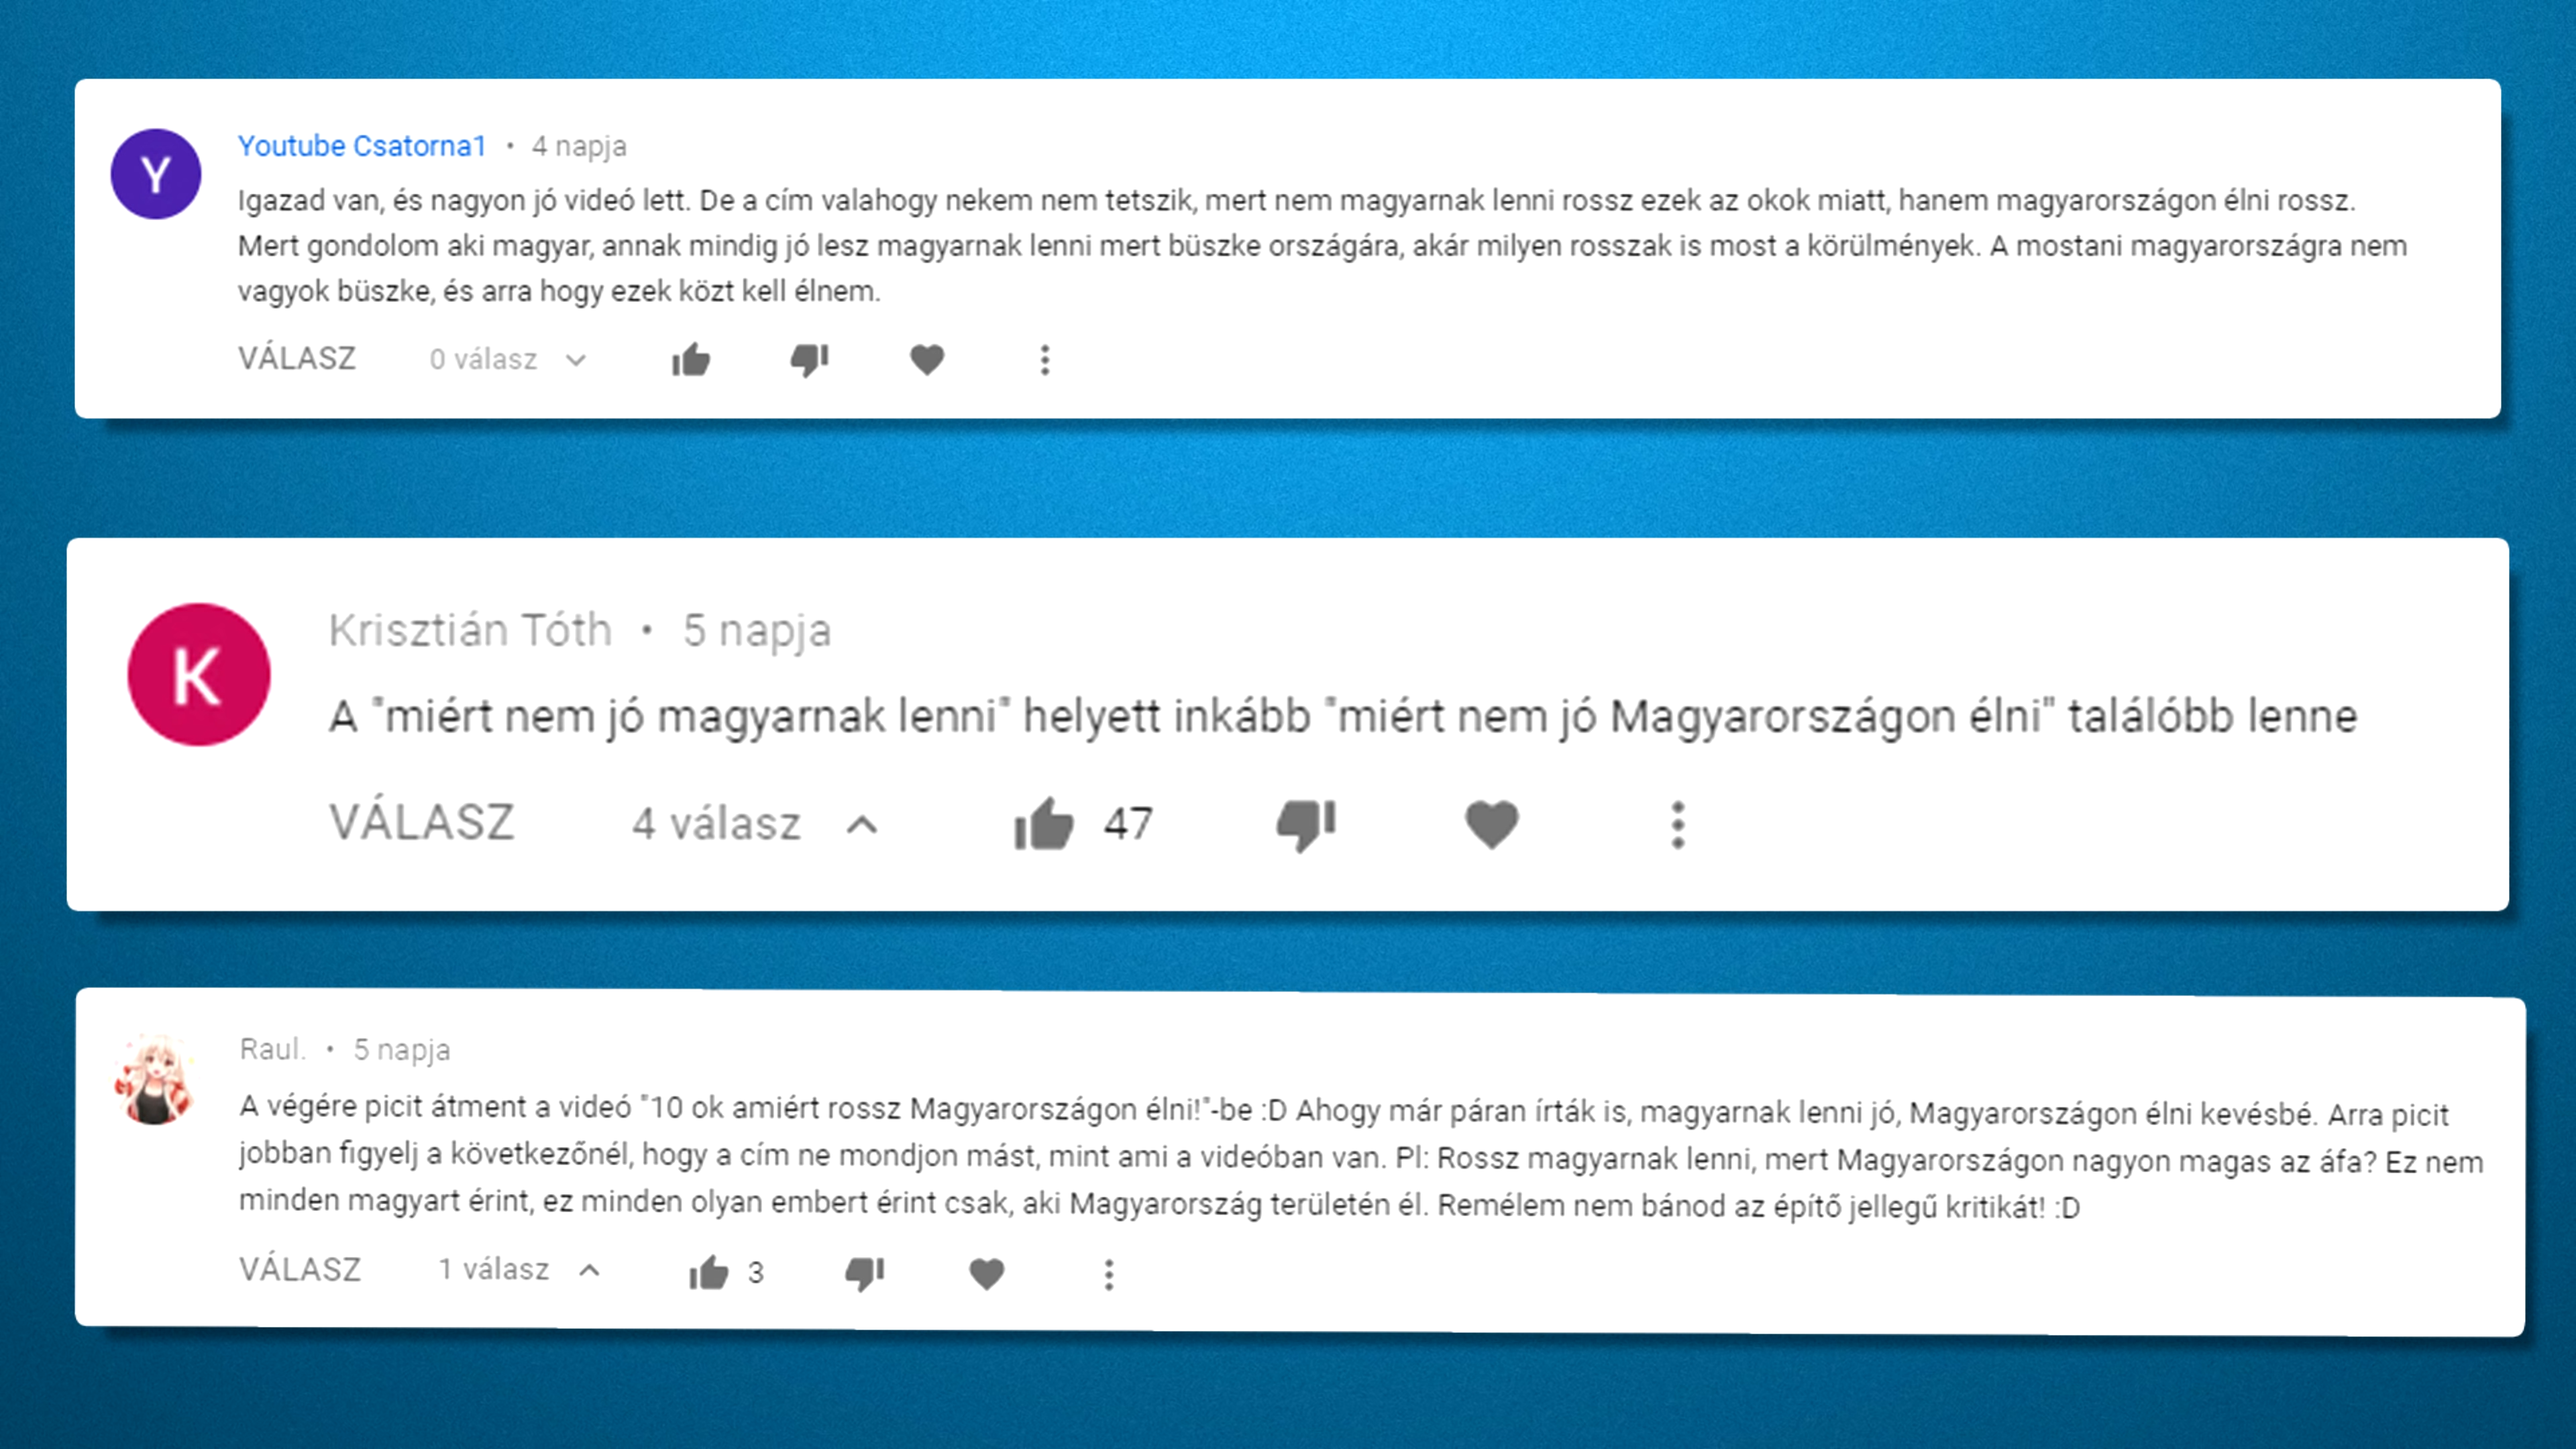 Y
Youtube Csatorna1 • 4 napja
Igazad van, és nagyon jó videó lett. De a cím valahogy nekem nem tetszik, mert nem magyarnak lenni rossz ezek az okok miatt, hanem magyarországon élni rossz.
Mert gondolom aki magyar, annak mindig jó lesz magyarnak lenni mert büszke országára, akár milyen rosszak is most a körülmények. A mostani magyarországra nem
vagyok büszke, és arra hogy ezek közt kell élnem.
VÁLASZ 0 válasz
K
Krisztián Tóth • 5 napja
A "miért nem jó magyarnak lenni" helyett inkább "miért nem jó Magyarországon élni" találóbb lenne
VÁLASZ 4 válasz 47
Raul. • 5 napja
A végére picit átment a videó "10 ok amiért rossz Magyarországon élni!"-be :D Ahogy már páran írták is, magyarnak lenni jó, Magyarországon élni kevésbé. Arra picit
jobban figyelj a következőnél, hogy a cím ne mondjon mást, mint ami a videóban van. Pl: Rossz magyarnak lenni, mert Magyarországon nagyon magas az áfa? Ez nem
minden magyart érint, ez minden olyan embert érint csak, aki Magyarország területén él. Remélem nem bánod az építő jellegű kritikát! :D
VÁLASZ 1 válasz 3